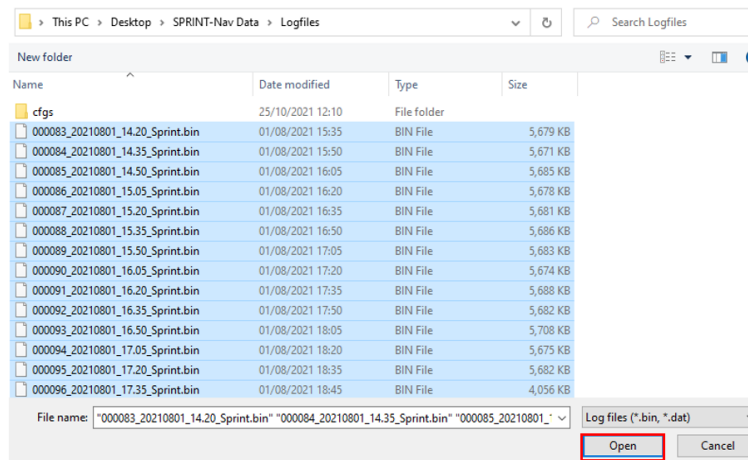 This PC > Desktop > SPRINT-Nav Data > Logfiles Search Logfiles
New folder
Name Date modified Type Size
cfgs 25/10/2021 12:10 File folder
000083_20210801_14.20_Sprint.bin 01/08/2021 15:35 BIN File 5,679 KB
000084_20210801_14.35_Sprint.bin 01/08/2021 15:50 BIN File 5,671 KB
000085_20210801_14.50_Sprint.bin 01/08/2021 16:05 BIN File 5,685 KB
000086_20210801_15.05_Sprint.bin 01/08/2021 16:20 BIN File 5,678 KB
000087_20210801_15.20_Sprint.bin 01/08/2021 16:35 BIN File 5,681 KB
000088_20210801_15.35_Sprint.bin 01/08/2021 16:50 BIN File 5,686 KB
000089_20210801_15.50_Sprint.bin 01/08/2021 17:05 BIN File 5,683 KB
000090_20210801_16.05_Sprint.bin 01/08/2021 17:20 BIN File 5,674 KB
000091_20210801_16.20_Sprint.bin 01/08/2021 17:35 BIN File 5,688 KB
000092_20210801_16.35_Sprint.bin 01/08/2021 17:50 BIN File 5,682 KB
000093_20210801_16.50_Sprint.bin 01/08/2021 18:05 BIN File 5,708 KB
000094_20210801_17.05_Sprint.bin 01/08/2021 18:20 BIN File 5,675 KB
000095_20210801_17.20_Sprint.bin 01/08/2021 18:35 BIN File 5,682 KB
000096_20210801_17.35_Sprint.bin 01/08/2021 18:45 BIN File 4,056 KB
File name: "000083_20210801_14.20_Sprint.bin" "000084_20210801_14.35_Sprint.bin" "000085_20210801_ Log files (*.bin, *.dat)
Open Cancel